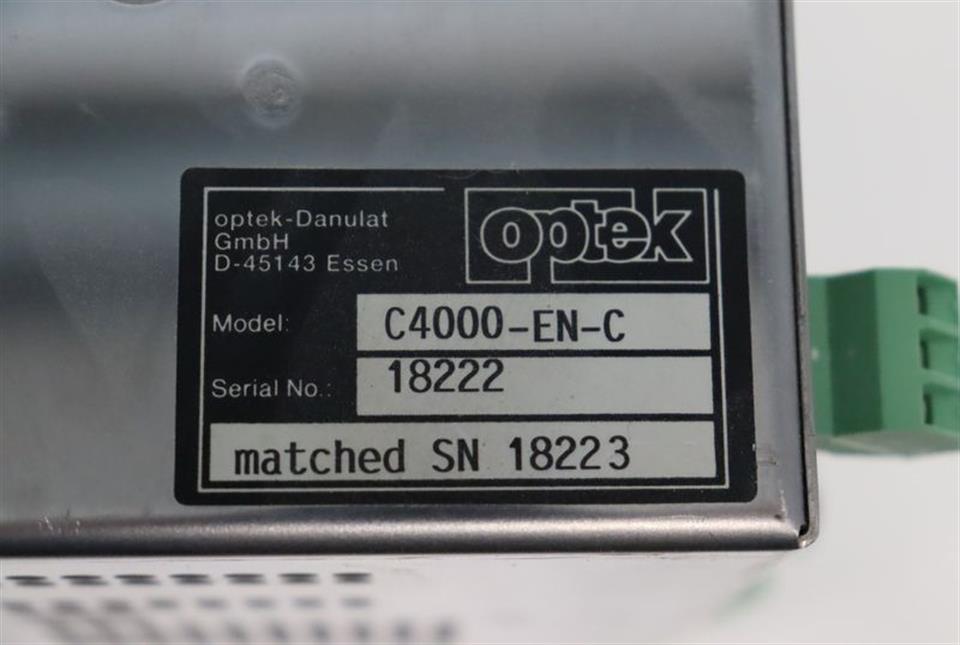 optek-Danulat
GmbH
D-45143 Essen
optek
Model: C4000-EN-C
Serial No.: 18222
matched SN 18223